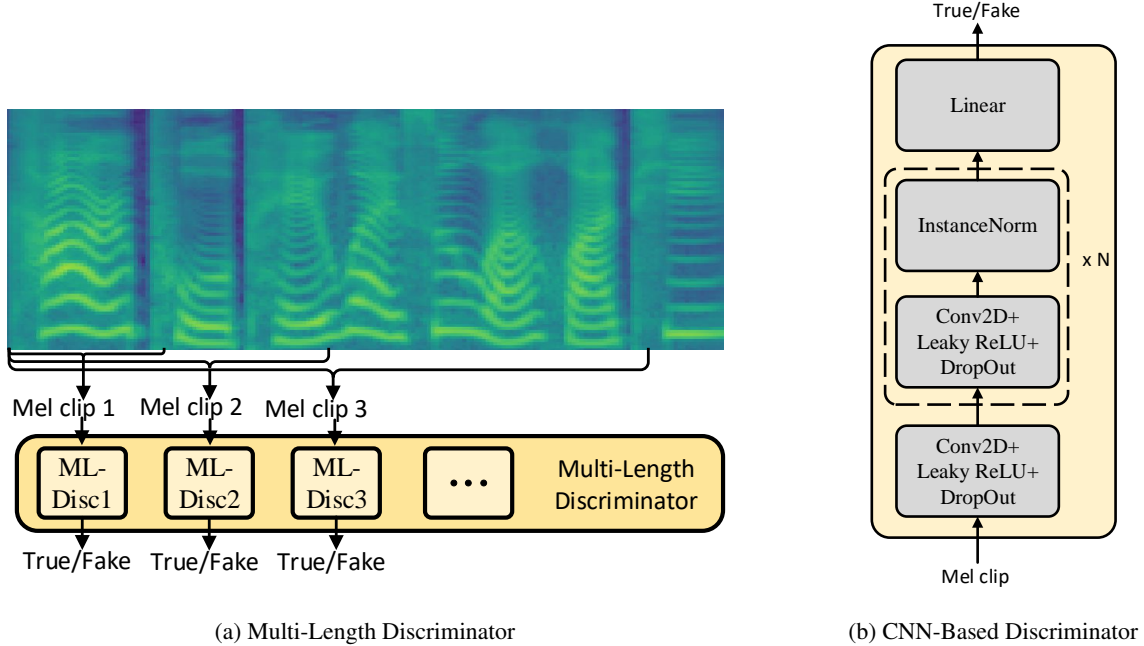 Mel clip 1
Mel clip 2
Mel clip 3
ML-
Disc1
ML-
Disc2
ML-
Disc3
•••
Multi-Length
Discriminator
True/Fake
True/Fake
True/Fake
(a) Multi-Length Discriminator
True/Fake
Linear
InstanceNorm
x N
Conv2D+
Leaky ReLU+
DropOut
Conv2D+
Leaky ReLU+
DropOut
Mel clip
(b) CNN-Based Discriminator